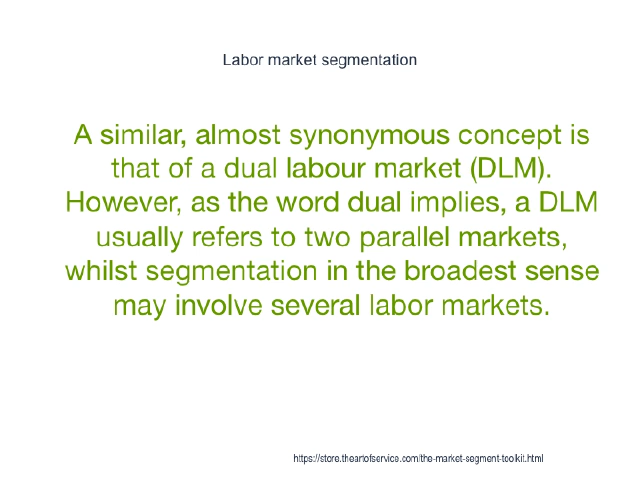 Labor market segmentation
A similar, almost synonymous concept is
that of a dual labour market (DLM).
However, as the word dual implies, a DLM
usually refers to two parallel markets,
whilst segmentation in the broadest sense
may involve several labor markets.
https://store.theartofservice.com/the-market-segment-toolkit.html